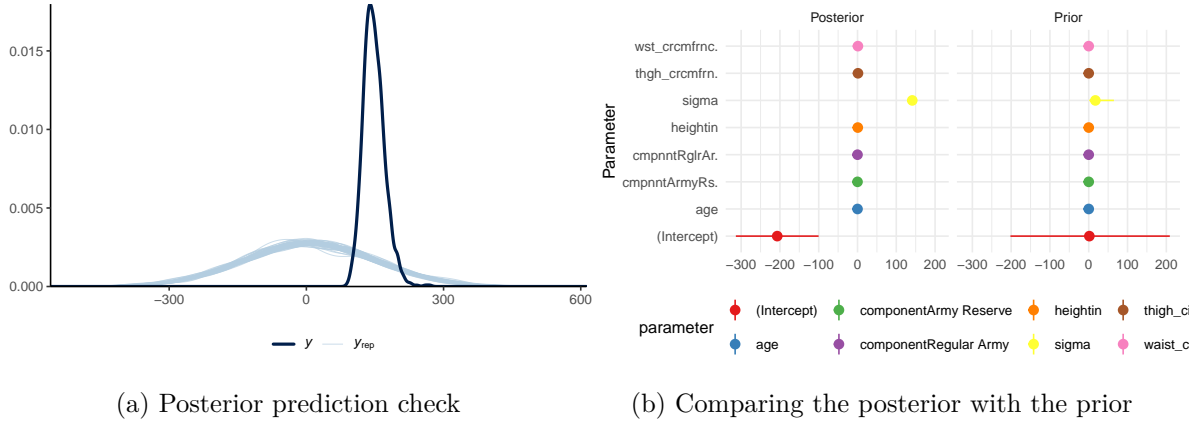 0.015
0.010
0.005
0.000
−300
0
300
600
y
yrep
(a) Posterior prediction check
Posterior
Prior
Parameter
wst_crcmfrnc.
thgh_crcmfrn.
sigma
heightin
cmpnntRglrAr.
cmpnntArmyRs.
age
(Intercept)
−300 −200 −100 0 100 200
−300 −200 −100 0 100 200
parameter
(Intercept) componentArmy Reserve heightin thigh_ci
age componentRegular Army sigma waist_c
(b) Comparing the posterior with the prior